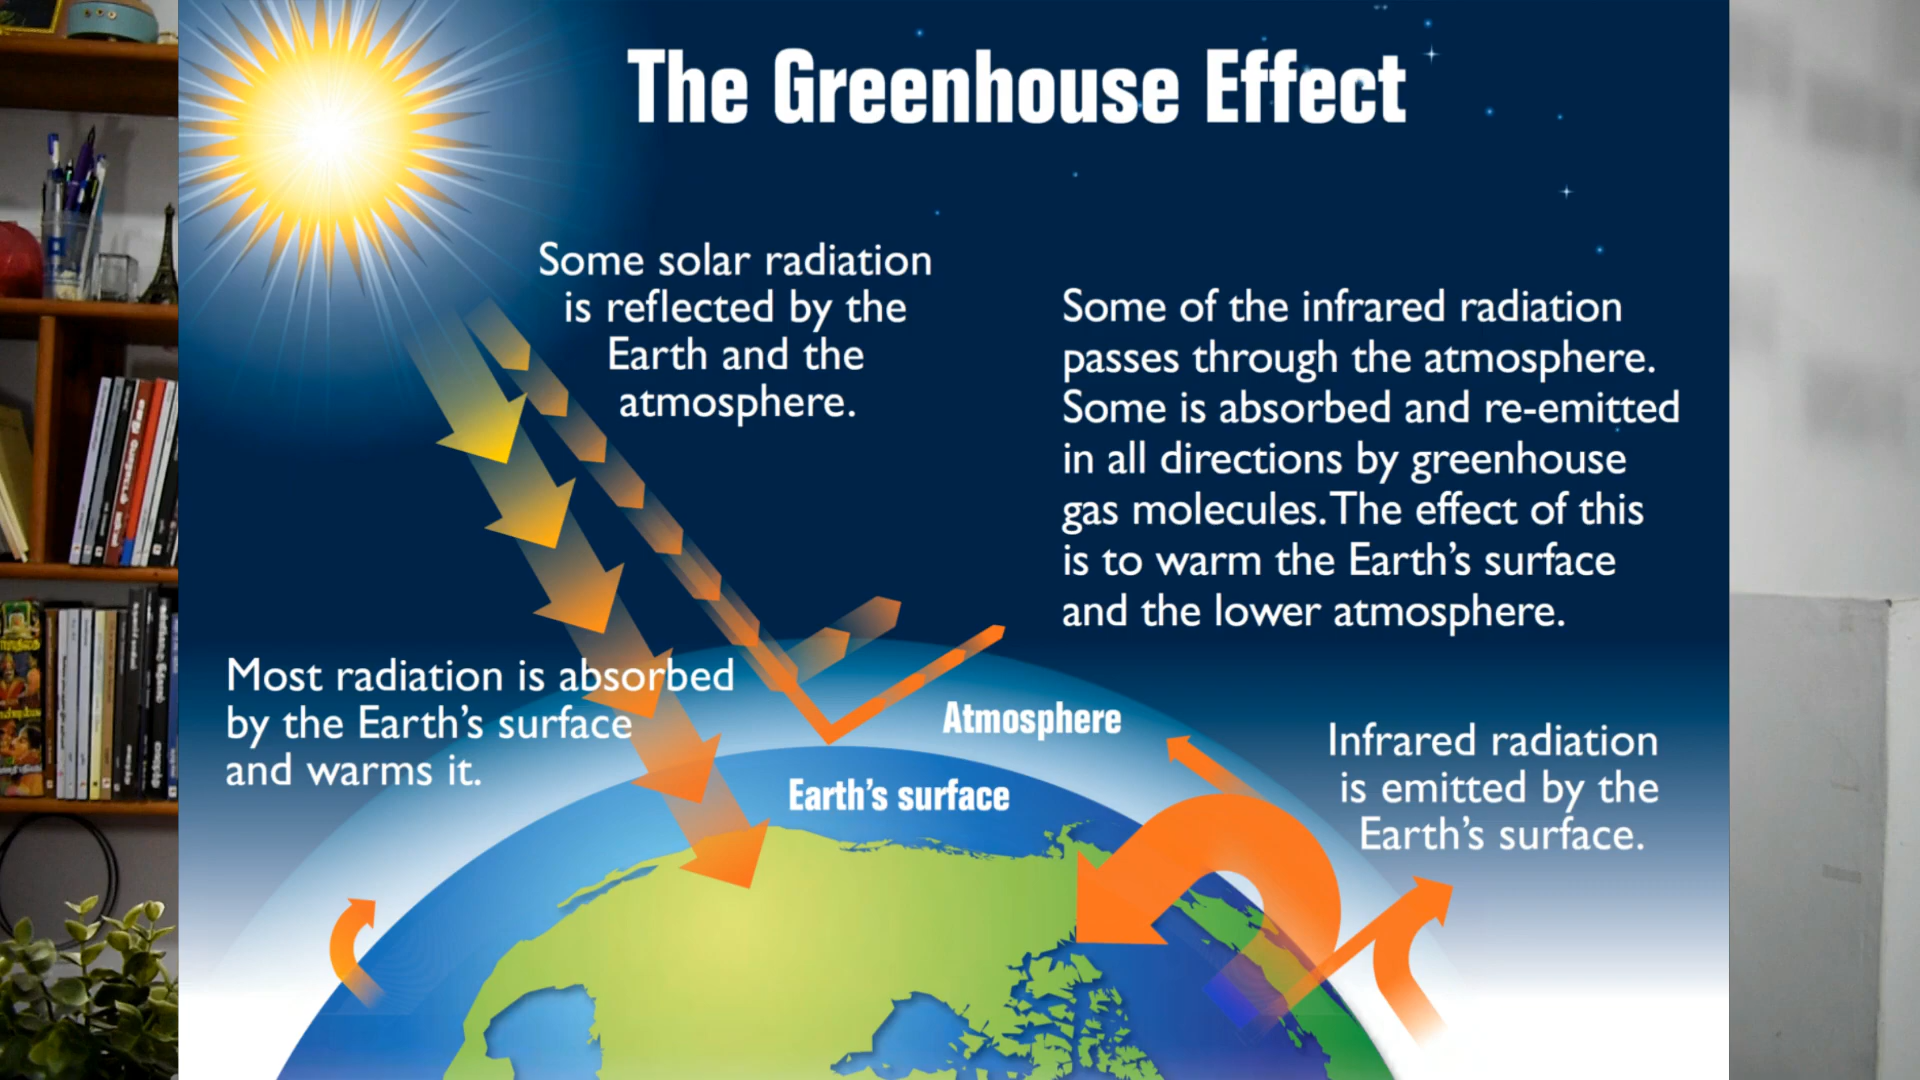 The Greenhouse Effect
Some solar radiation
is reflected by the
Earth and the
atmosphere.
Some of the infrared radiation
passes through the atmosphere.
Some is absorbed and re-emitted
in all directions by greenhouse
gas molecules. The effect of this
is to warm the Earth's surface
and the lower atmosphere.
Most radiation is absorbed
by the Earth's surface
and warms it.
Atmosphere
Earth's surface
Infrared radiation
is emitted by the
Earth's surface.